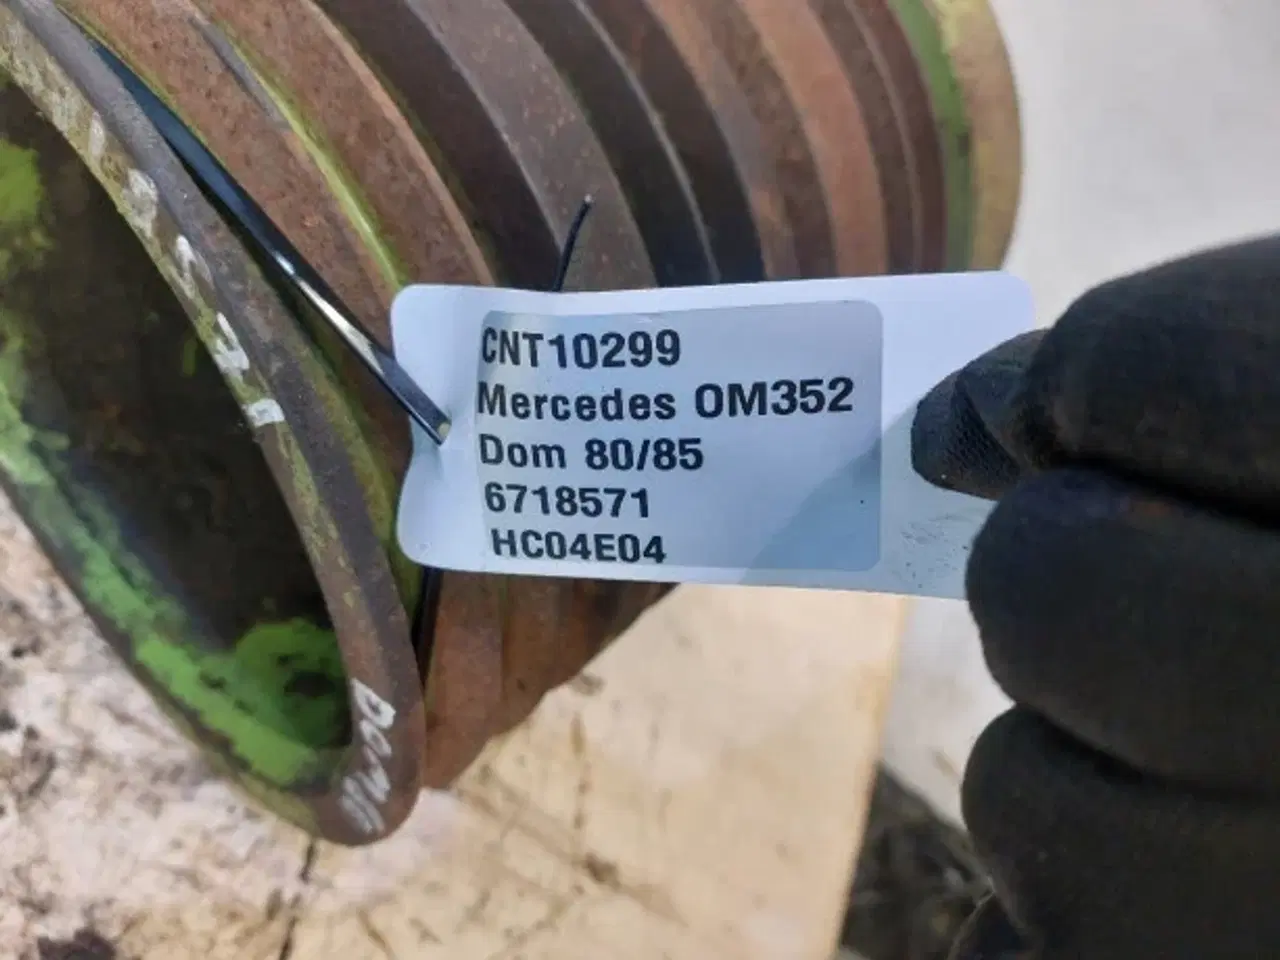 CNT10299
Mercedes OM352
Dom 80/85
6718571
HC04E04